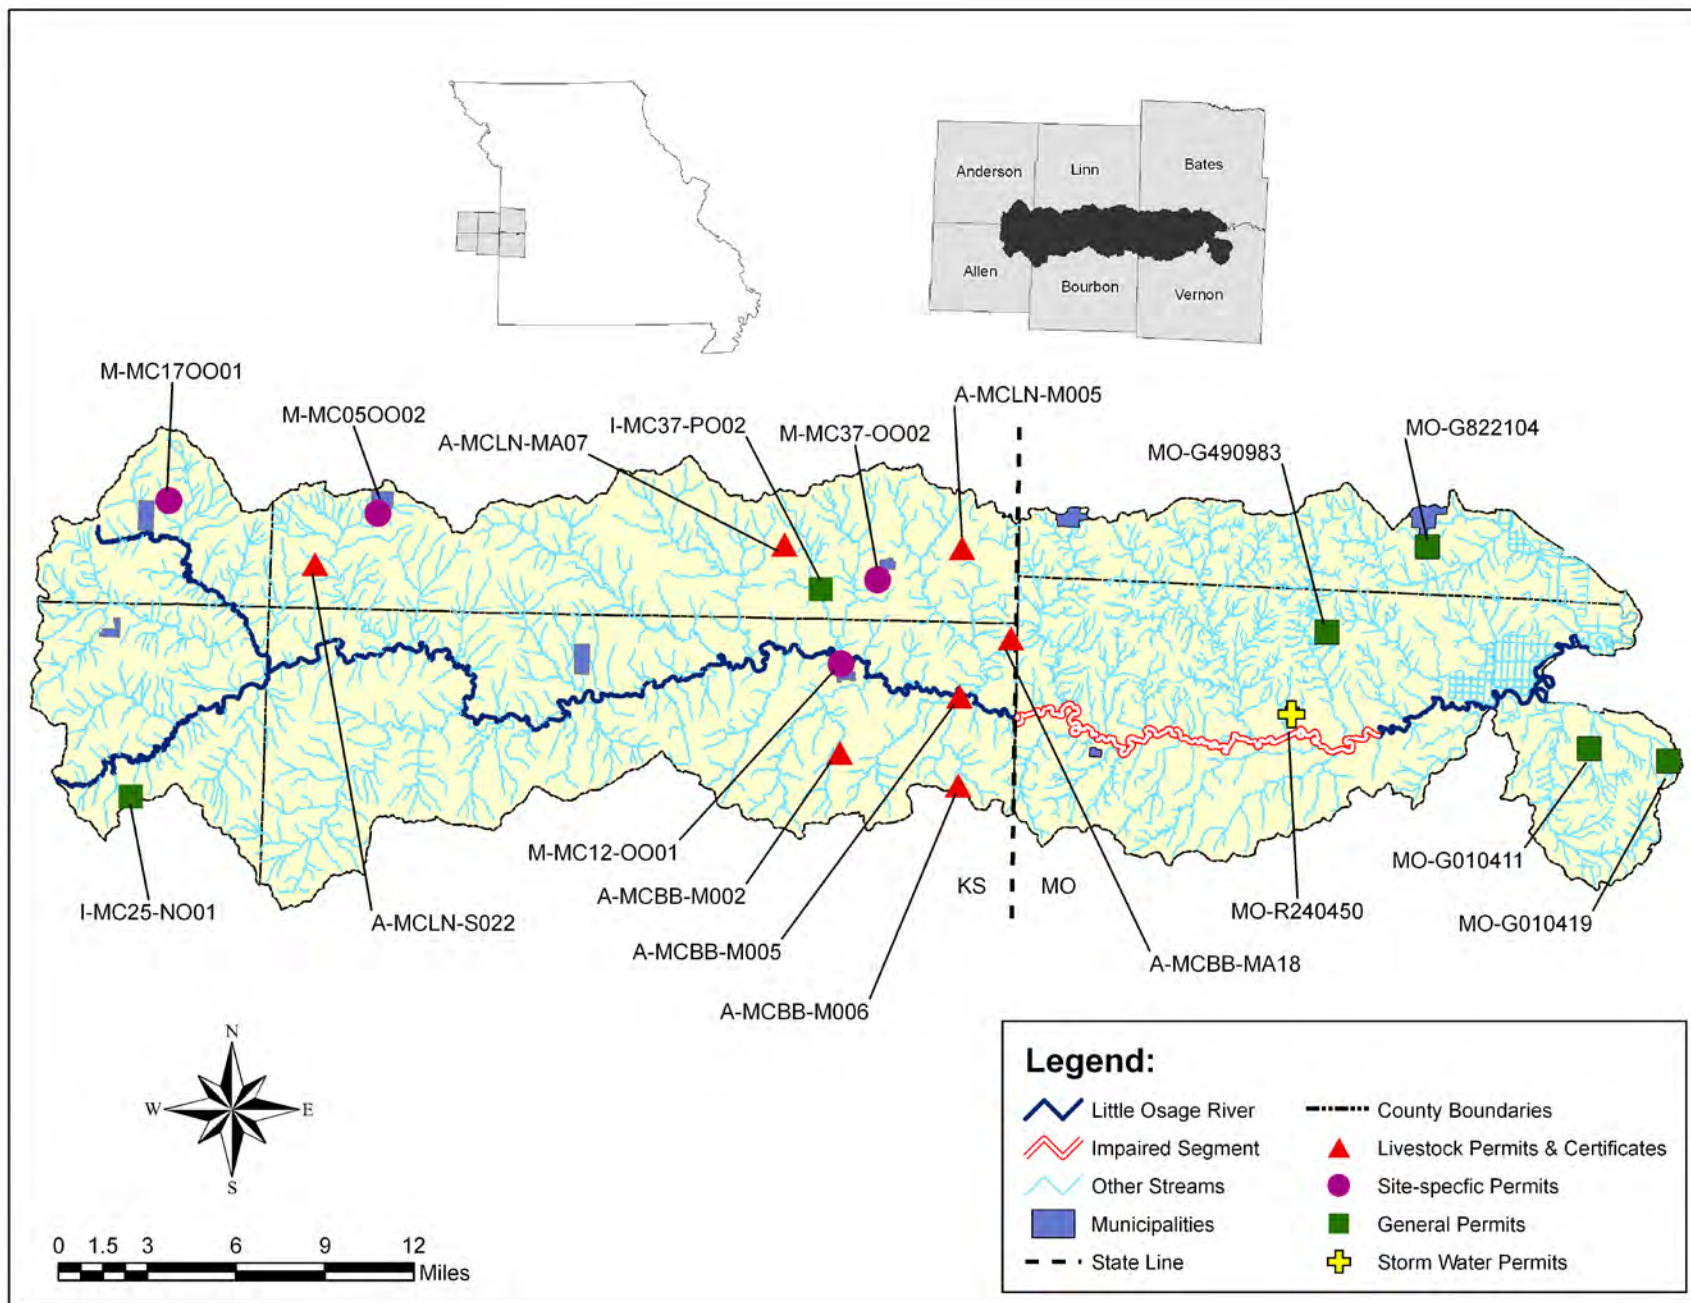 Anderson
Linn
Bates
Allen
Bourbon
Vernon
M-MC17OO01
M-MC05OO02
A-MCLN-MA07
I-MC37-PO02
M-MC37-OO02
A-MCLN-M005
MO-G490983
MO-G822104
I-MC25-NO01
A-MCLN-S022
M-MC12-OO01
A-MCBB-M002
A-MCBB-M005
A-MCBB-M006
KS
MO
A-MCBB-MA18
MO-R240450
MO-G010411
MO-G010419
N
W
E
S
0 1.5 3 6 9 12
Miles
Legend:
Little Osage River
Impaired Segment
Other Streams
Municipalities
State Line
County Boundaries
Livestock Permits & Certificates
Site-specfic Permits
General Permits
Storm Water Permits